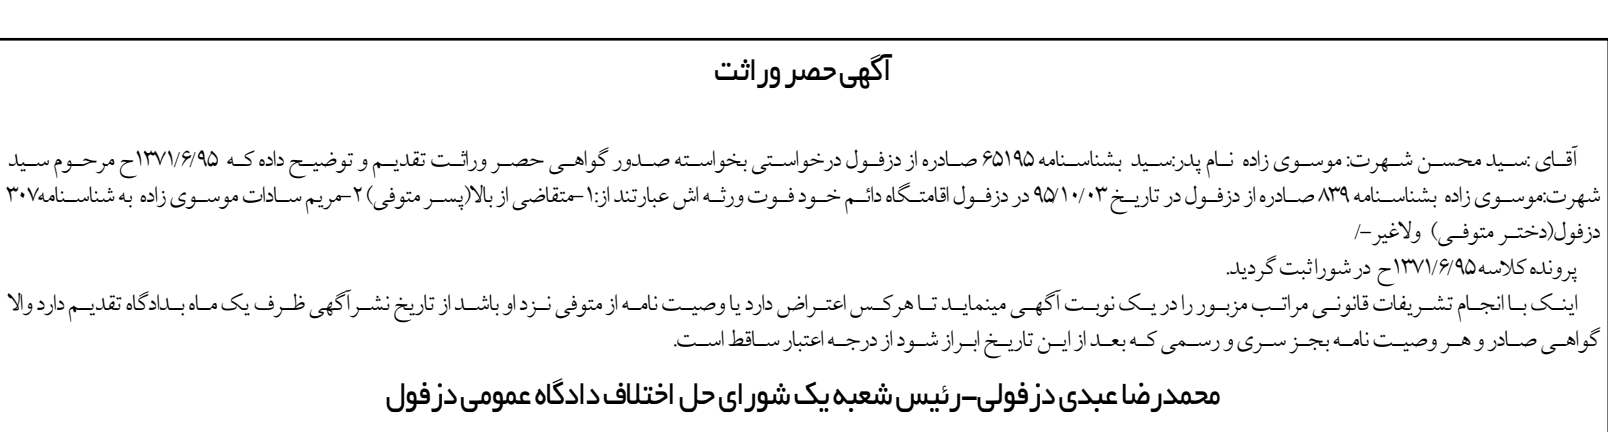 آگهی حصر وراثت
آقای :سید محسن شهرت: موسوی زاده نام پدر:سید بشناسنامه ۶۵۱۹۵ صادره از دزفول درخواستی بخواسته صدور گواهی حصر وراثت تقدیم و توضیح داده که ۱۳۷۱/۶/۹۵ح مرحوم سید
شهرت:موسوی زاده بشناسنامه ۸۳۹ صادره از دزفول در تاریخ ۹۵/۱۰/۰۳ در دزفول اقامتگاه دائم خود فوت ورثه اش عبارتند از:۱-متقاضی از بالا(پسر متوفی) ۲-مریم سادات موسوی زاده به شناسنامه۳۰۷
دزفول(دختر متوفی) ولاغیر-/
پرونده کلاسه ۱۳۷۱/۶/۹۵ح در شورا ثبت گردید.
اینک با انجام تشریفات قانونی مراتب مزبور را در یک نوبت آگهی مینماید تا هرکس اعتراض دارد یا وصیت نامه از متوفی نزد او باشد از تاریخ نشر آگهی ظرف یک ماه بدادگاه تقدیم دارد والا
گواهی صادر و هر وصیت نامه بجز سری و رسمی که بعد از این تاریخ ابراز شود از درجه اعتبار ساقط است.
محمدرضا عبدی دزفولی-رئیس شعبه یک شورای حل اختلاف دادگاه عمومی دزفول